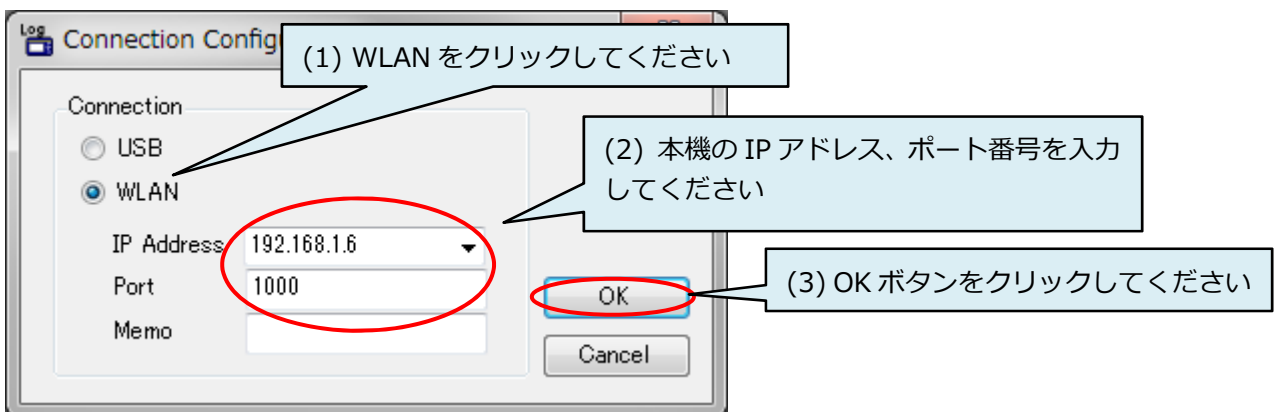 Log
Connection Config
(1) WLAN をクリックしてください
Connection
USB
(2) 本機の IP アドレス、ポート番号を入力
してください
WLAN
IP Address 192.168.1.6
Port 1000
(3) OK ボタンをクリックしてください
OK
Memo
Cancel